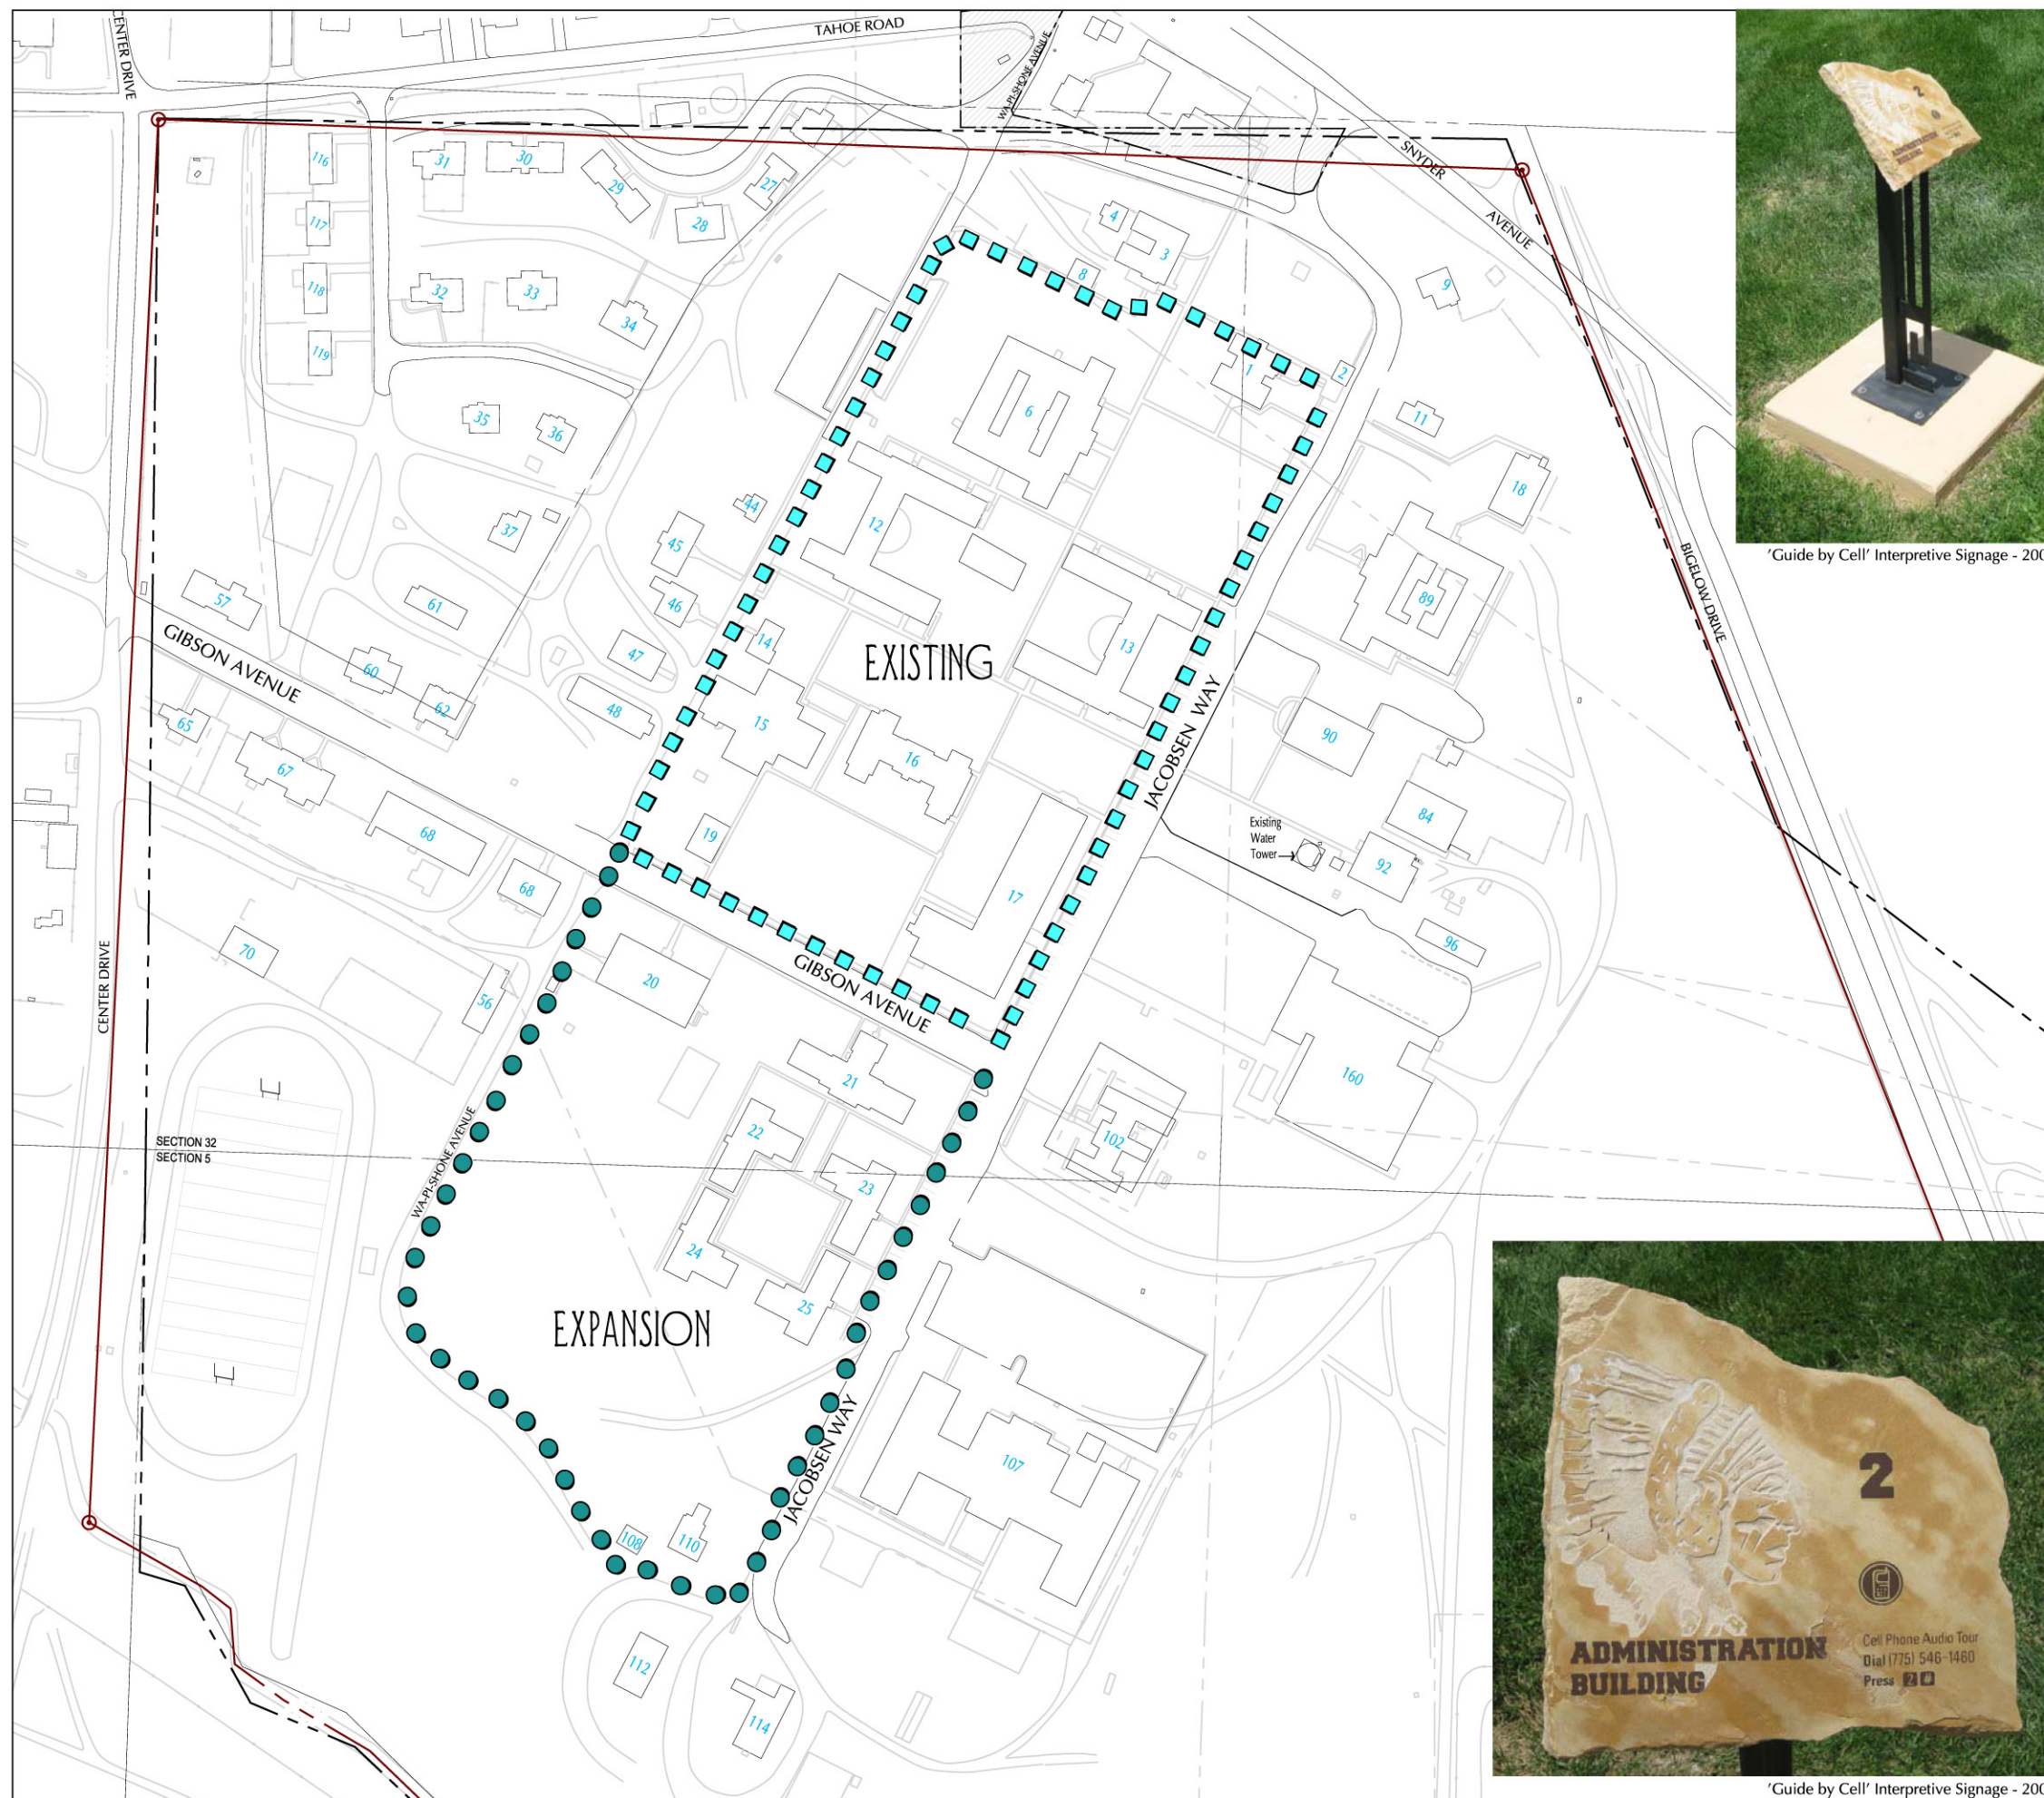 CENTER DRIVE
TAHOE ROAD
WA-PI-SHONE AVENUE
SNYDER
AVENUE
116
31
30
29
27
28
117
4
3
8
9
118
32
33
34
119
1
2
35
36
6
11
37
44
12
45
18
57
61
46
14
13
89
BIGELOW DRIVE
GIBSON AVENUE
60
47
EXISTING
62
48
65
15
16
90
JACOBSEN WAY
67
68
19
84
Existing
Water
Tower
92
68
17
96
70
20
56
GIBSON AVENUE
CENTER DRIVE
21
160
22
102
SECTION 32
SECTION 5
WA-PI-SHONE AVENUE
23
24
25
EXPANSION
JACOBSEN WAY
107
108
110
112
114
2
ADMINISTRATION
BUILDING
'Guide by Cell' Interpretive Signage - 200
2
ADMINISTRATION
BUILDING
Cell Phone Audio Tour
Dial (775) 546-1460
Press 2 #
'Guide by Cell' Interpretive Signage - 200